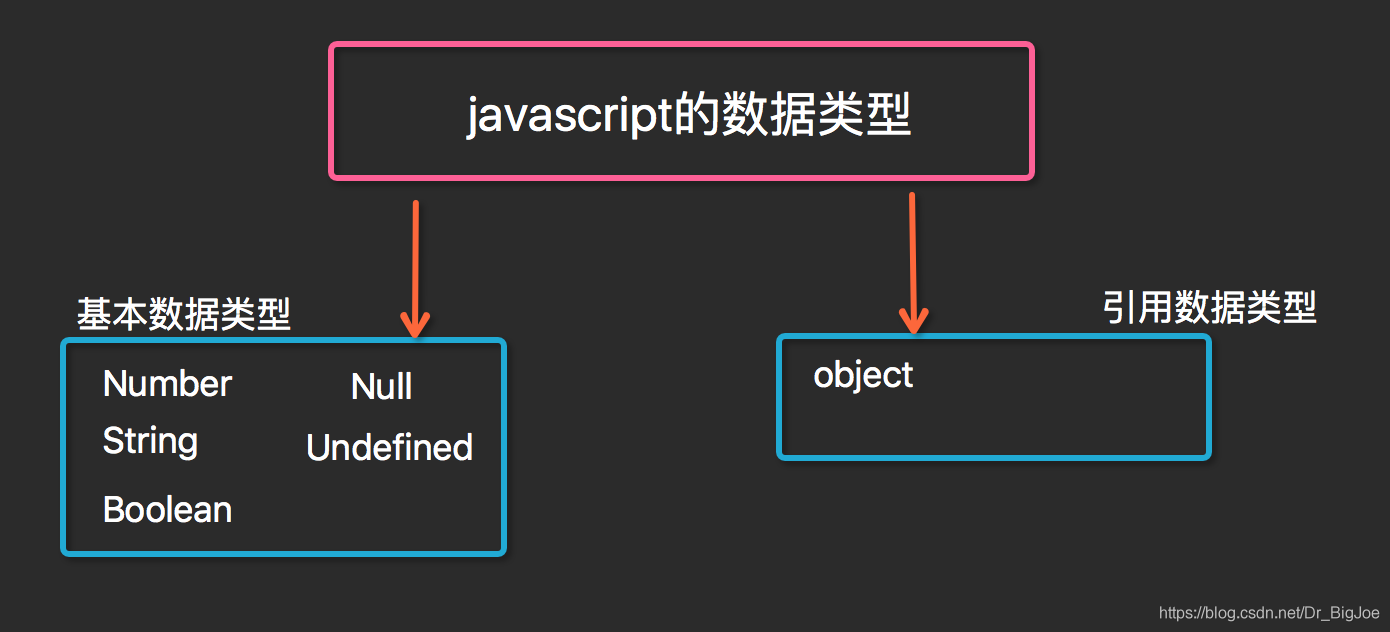 javascript的数据类型
基本数据类型
Number
Null
String
Undefined
Boolean
引用数据类型
object
https://blog.csdn.net/Dr_BigJoe